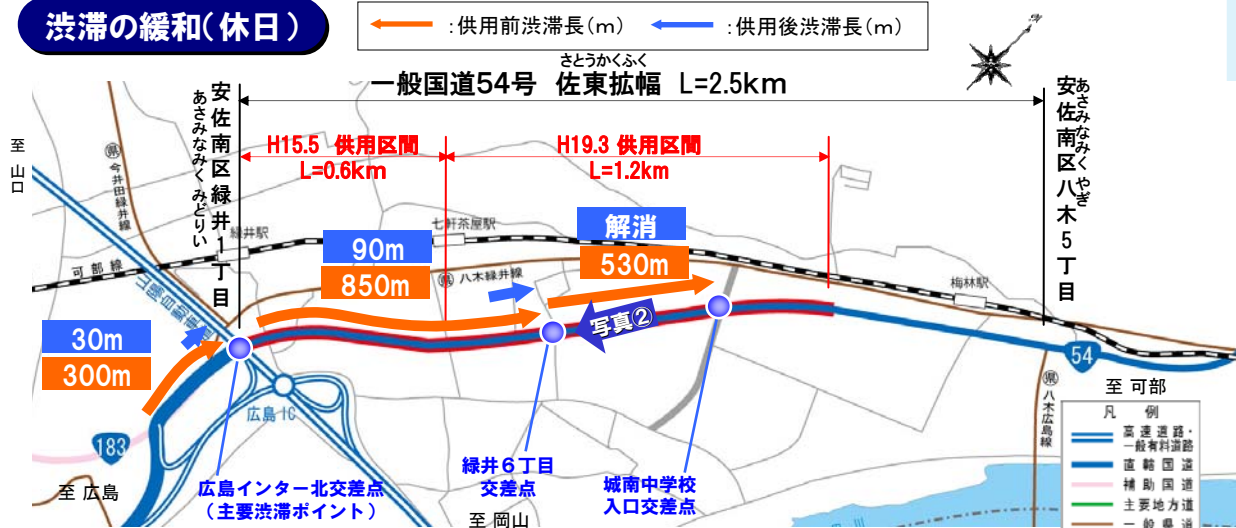 渋滞の緩和(休日)
:供用前渋滞長(m)
:供用後渋滞長(m)
さとうかくふく
一般国道54号 佐東拡幅 L=2.5km
安佐南区緑井1丁目
あさみなみくみどりい
安佐南区八木5丁目
あさみなみく やぎ
至 山口
H15.5 供用区間
L=0.6km
H19.3 供用区間
L=1.2km
県 今井田緑井線
緑井駅
七軒茶屋駅
梅林駅
可部線
山陽自動車道
県 八木緑井線
90m
850m
解消
530m
30m
300m
写真②
広島IC
183
54
至 広島
至 可部
至 岡山
県 八木広島線
広島インター北交差点
(主要渋滞ポイント)
緑井6丁目
交差点
城南中学校
入口交差点
凡 例
高速道路・
一般有料道路
直轄国道
補助国道
主要地方道
一般県道